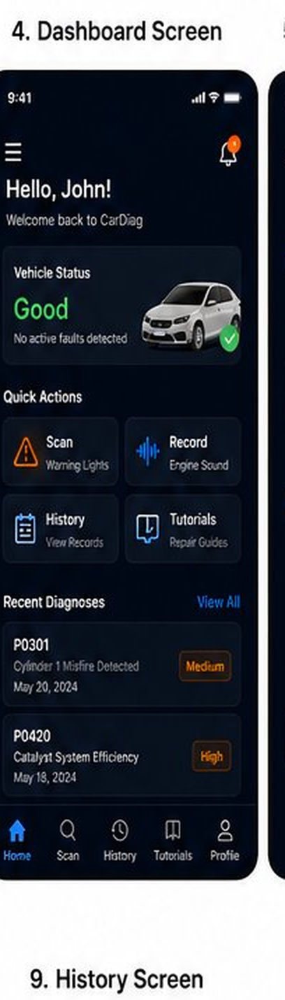 4. Dashboard Screen
9:41
Hello, John!
Welcome back to CarDiag
Vehicle Status
Good
No active faults detected
Quick Actions
Scan
Warning Lights
Record
Engine Sound
History
View Records
Tutorials
Repair Guides
Recent Diagnoses
View All
P0301
Cylinder 1 Misfire Detected
May 20, 2024
Medium
P0420
Catalyst System Efficiency
May 18, 2024
High
Home
Scan
History
Tutorials
Profile
9. History Screen